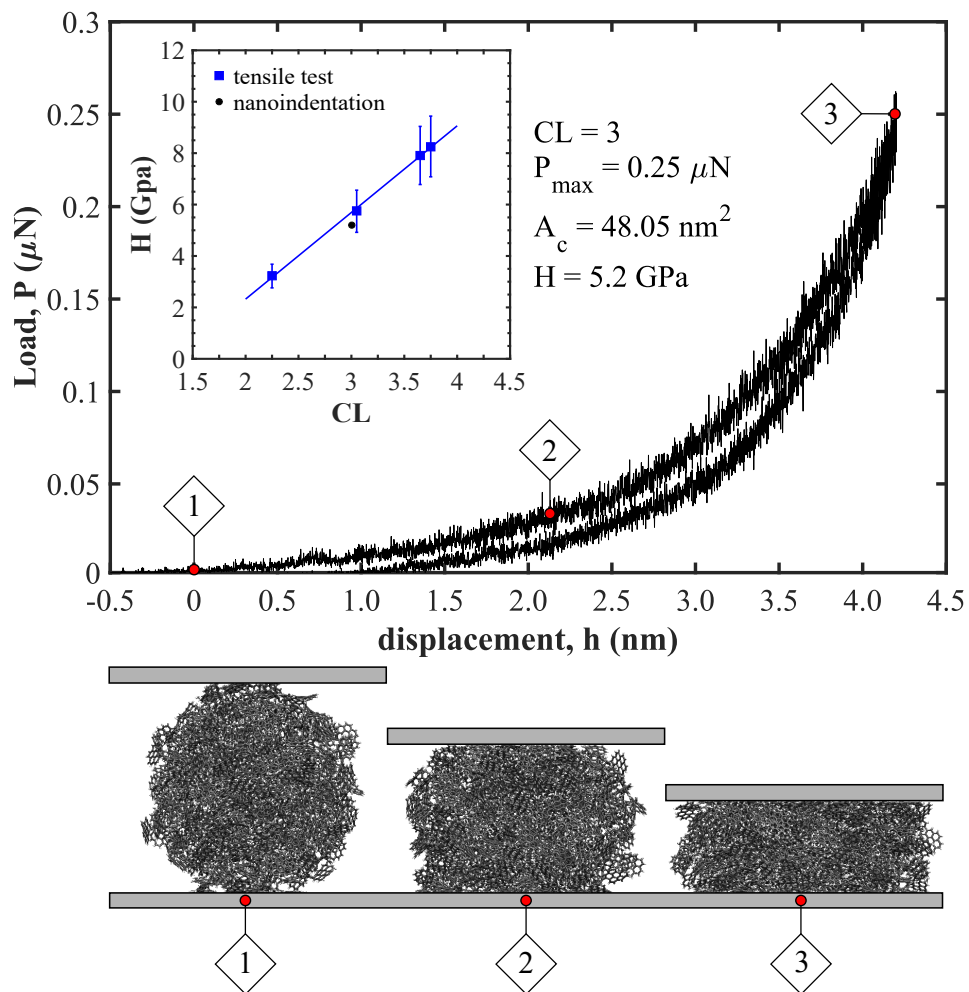 0.3
0.25
0.2
0.15
0.1
0.05
0
Load, P (μN)
-0.5 0 0.5 1.0 1.5 2.0 2.5 3.0 3.5 4.0 4.5
displacement, h (nm)
12
10
8
6
4
2
0
H (Gpa)
1.5 2 2.5 3 3.5 4 4.5
CL
tensile test
nanoindentation
CL = 3
P_max = 0.25 μN
A_c = 48.05 nm²
H = 5.2 GPa
1
2
3
1
2
3